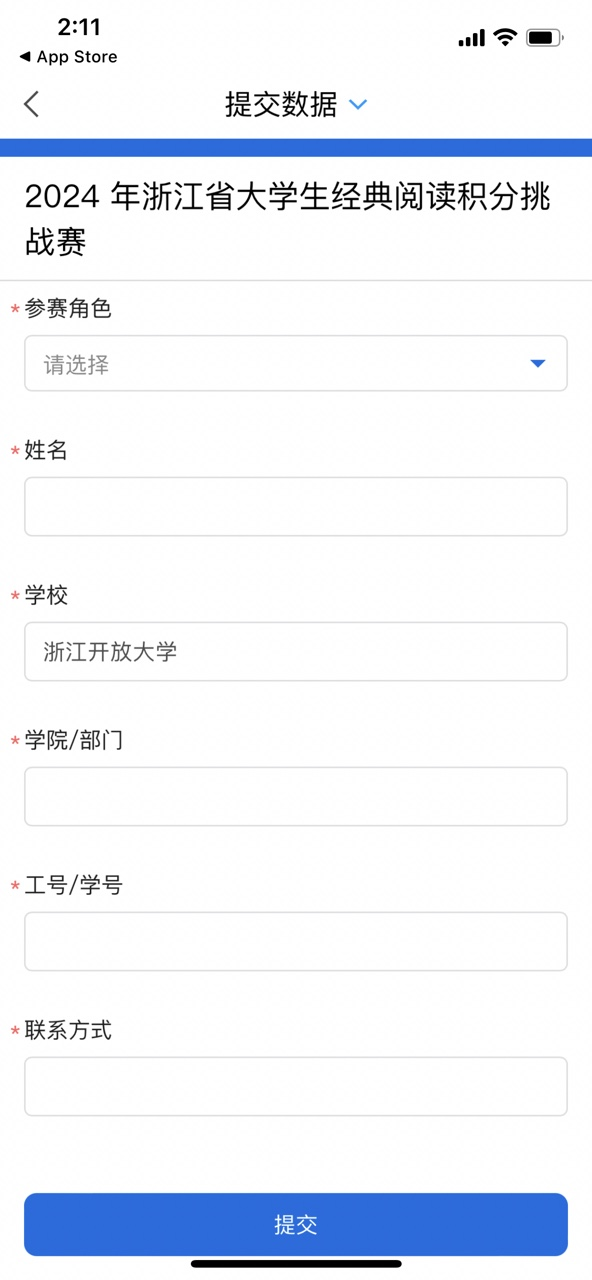 2:11
◀ App Store
提交数据
2024 年浙江省大学生经典阅读积分挑
战赛
*参赛角色
请选择
*姓名
*学校
浙江开放大学
*学院/部门
*工号/学号
*联系方式
提交